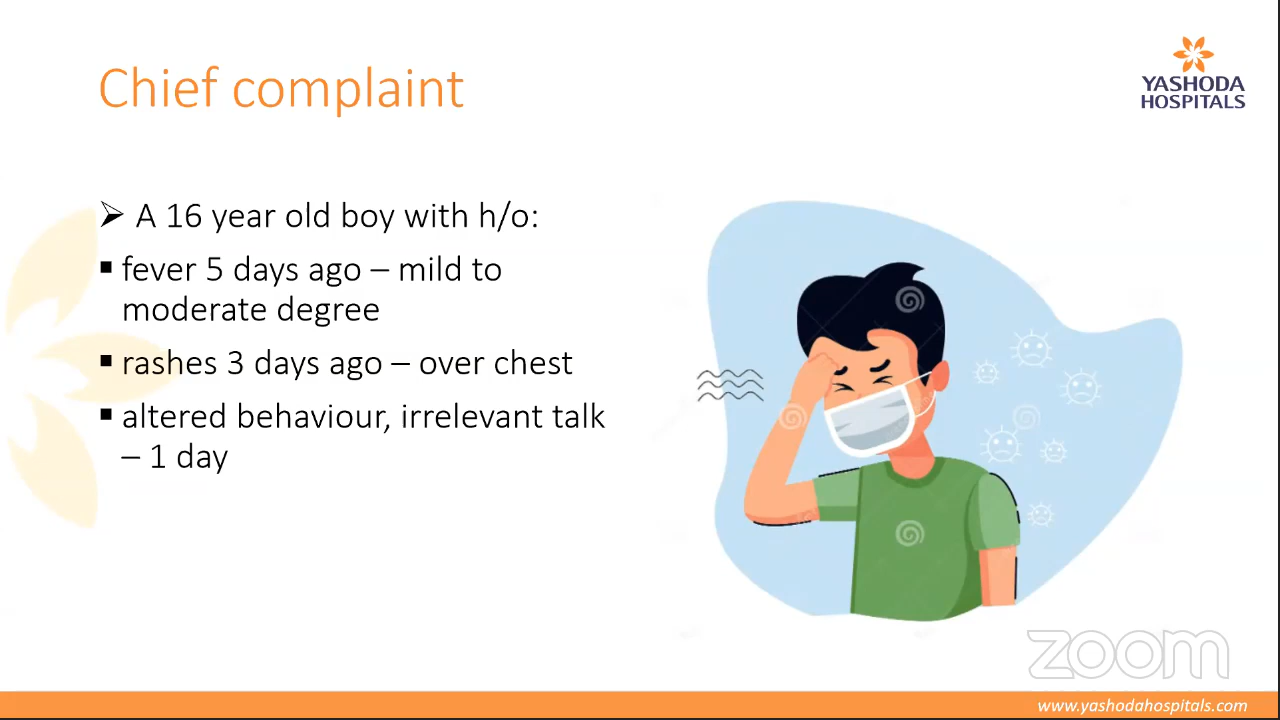 Chief complaint
YASHODA
HOSPITALS
➢ A 16 year old boy with h/o:
▪ fever 5 days ago – mild to
moderate degree
▪ rashes 3 days ago – over chest
▪ altered behaviour, irrelevant talk
– 1 day
zoom
www.yashodahospitals.com